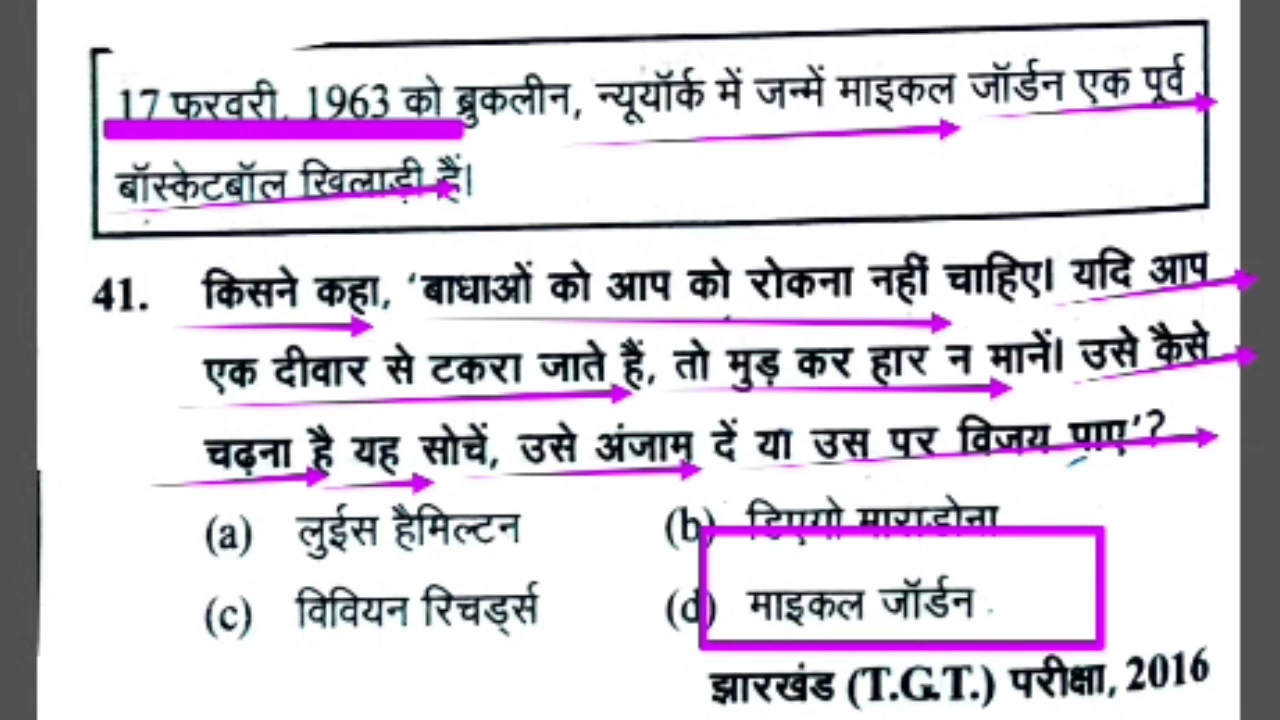 17 फरवरी, 1963 को ब्रुकलीन, न्यूयॉर्क में जन्में माइकल जॉर्डन एक पूर्व
बॉस्केटबॉल खिलाड़ी हैं।
41. किसने कहा, ‘बाधाओं को आप को रोकना नहीं चाहिए। यदि आप
एक दीवार से टकरा जाते हैं, तो मुड़ कर हार न मानें। उसे कैसे
चढ़ना है यह सोचें, उसे अंजाम दें या उस पर विजय पाए’?
(a) लुईस हैमिल्टन (b) डिएगो माराडोना
(c) विवियन रिचर्ड्स (d) माइकल जॉर्डन
झारखंड (T.G.T.) परीक्षा, 2016